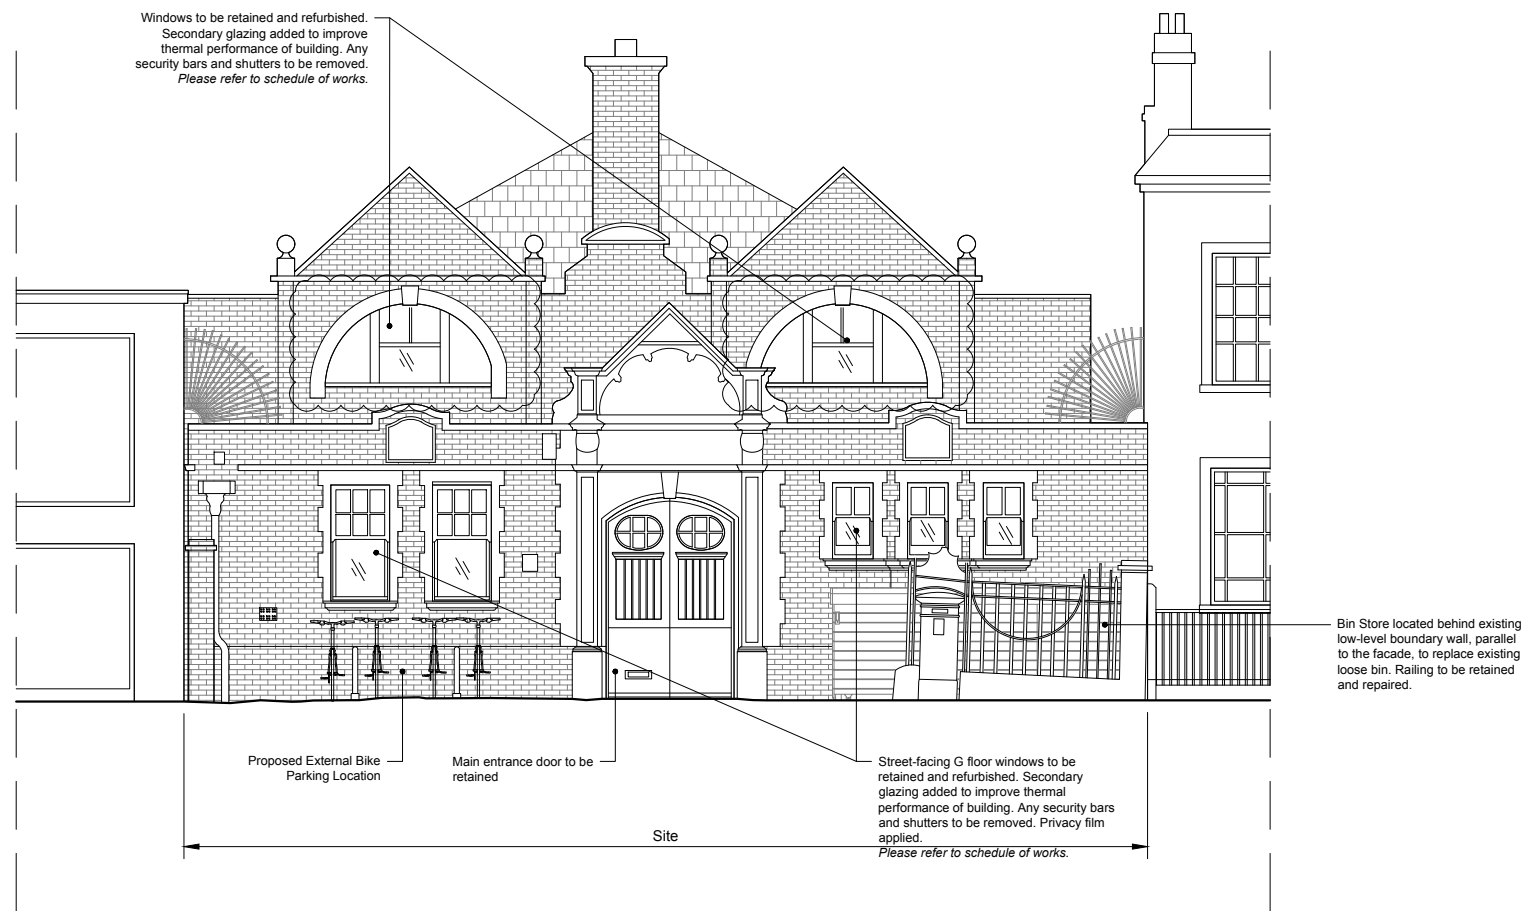 Windows to be retained and refurbished.
Secondary glazing added to improve
thermal performance of building. Any
security bars and shutters to be removed.
Please refer to schedule of works.
Bin Store located behind existing
low-level boundary wall, parallel
to the facade, to replace existing
loose bin. Railing to be retained
and repaired.
Proposed External Bike
Parking Location
Main entrance door to be
retained
Street-facing G floor windows to be
retained and refurbished. Secondary
glazing added to improve thermal
performance of building. Any security bars
and shutters to be removed. Privacy film
applied.
Please refer to schedule of works.
Site